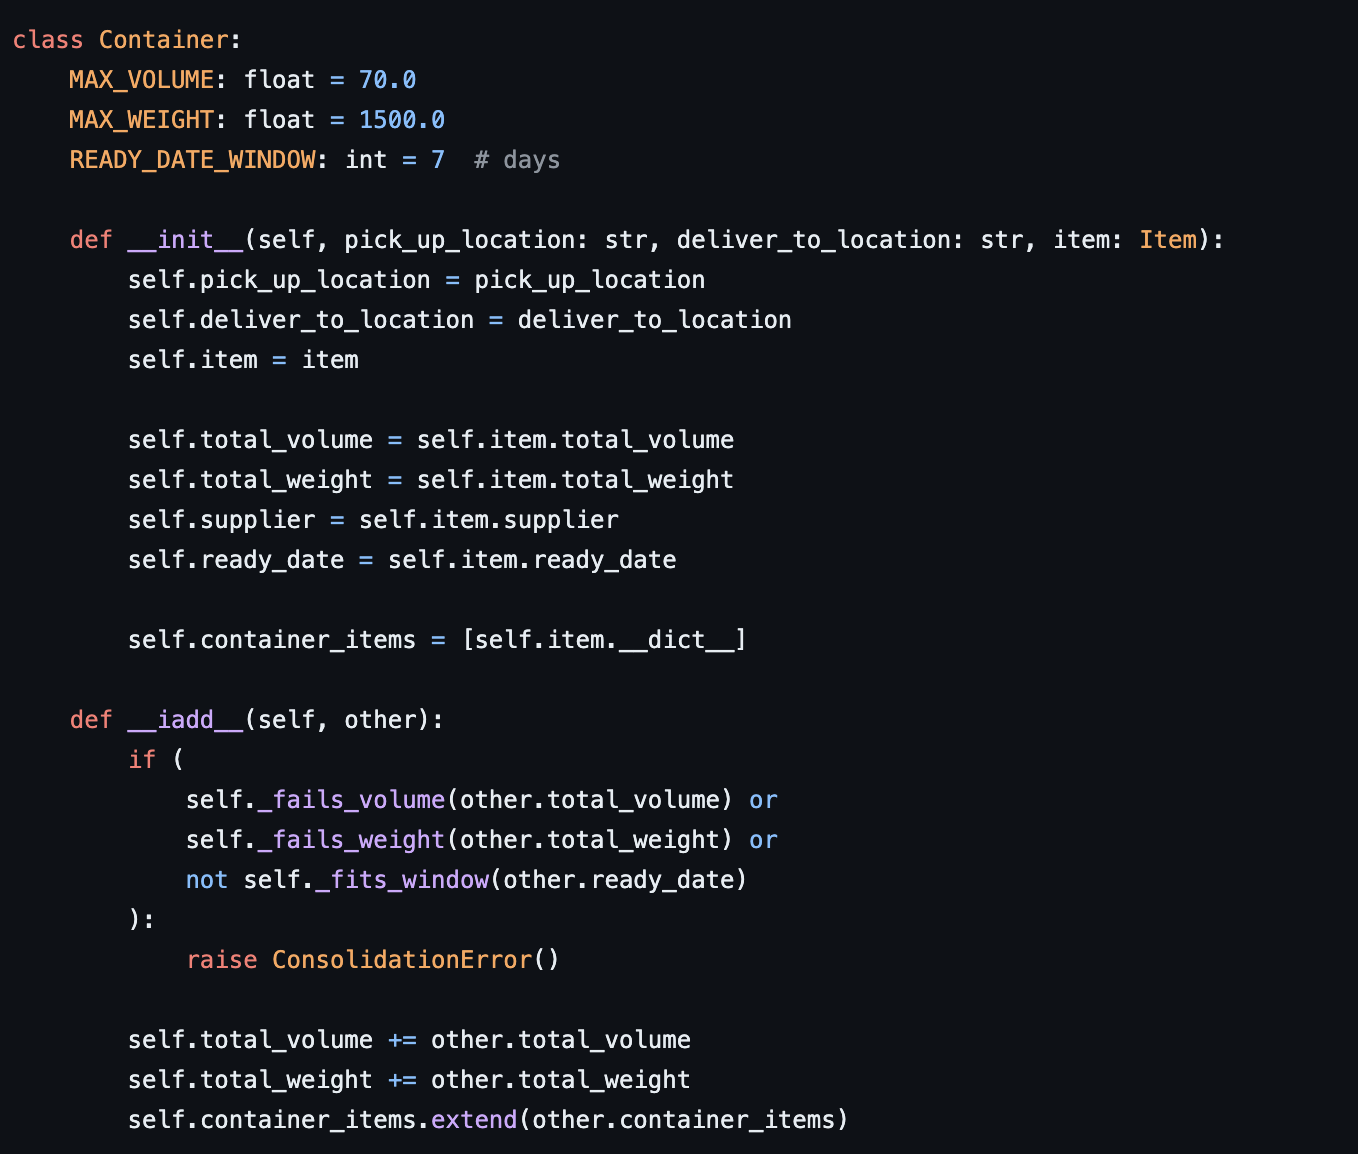 class Container:
    MAX_VOLUME: float = 70.0
    MAX_WEIGHT: float = 1500.0
    READY_DATE_WINDOW: int = 7  # days

    def __init__(self, pick_up_location: str, deliver_to_location: str, item: Item):
        self.pick_up_location = pick_up_location
        self.deliver_to_location = deliver_to_location
        self.item = item

        self.total_volume = self.item.total_volume
        self.total_weight = self.item.total_weight
        self.supplier = self.item.supplier
        self.ready_date = self.item.ready_date

        self.container_items = [self.item.__dict__]

    def __iadd__(self, other):
        if (
            self._fails_volume(other.total_volume) or
            self._fails_weight(other.total_weight) or
            not self._fits_window(other.ready_date)
        ):
            raise ConsolidationError()

        self.total_volume += other.total_volume
        self.total_weight += other.total_weight
        self.container_items.extend(other.container_items)